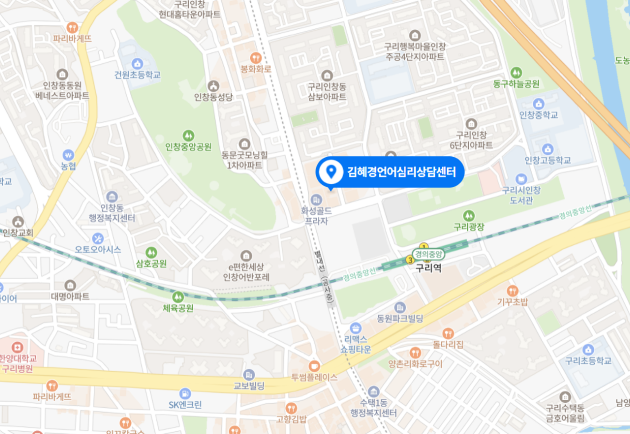 구리인창
현대홈타운아파트
파리바게뜨
구리행복마을인창
주공4단지아파트
건원초등학교
봉화화로
인창동동원
베네스트아파트
구리인창동
삼보아파트
동구하늘공원
도농
인창동성당
인창중학교
구리인창
6단지아파트
인창중앙공원
동문굿모닝힐
1차아파트
인창고등학교
농협
김혜경언어심리상담센터
초등학교
구리시인창
도서관
인창동
행정복지센터
화성골드
프라자
경의중앙선
인창교회
구리광장
오토오아시스
삼호공원
e편한세상
인창어반포레
경의중앙
구리역
경의중앙선
대명아파트
체육공원
기꾸초밥
동원파크빌딩
리맥스
쇼핑타운
돌다리집
한양대학교
구리병원
양촌리화로구이
구리초등학교
투썸플레이스
교보빌딩
파리바게뜨
SK엔크린
수택1동
행정복지센터
고향김밥
구리수택동
금호어울림
남양